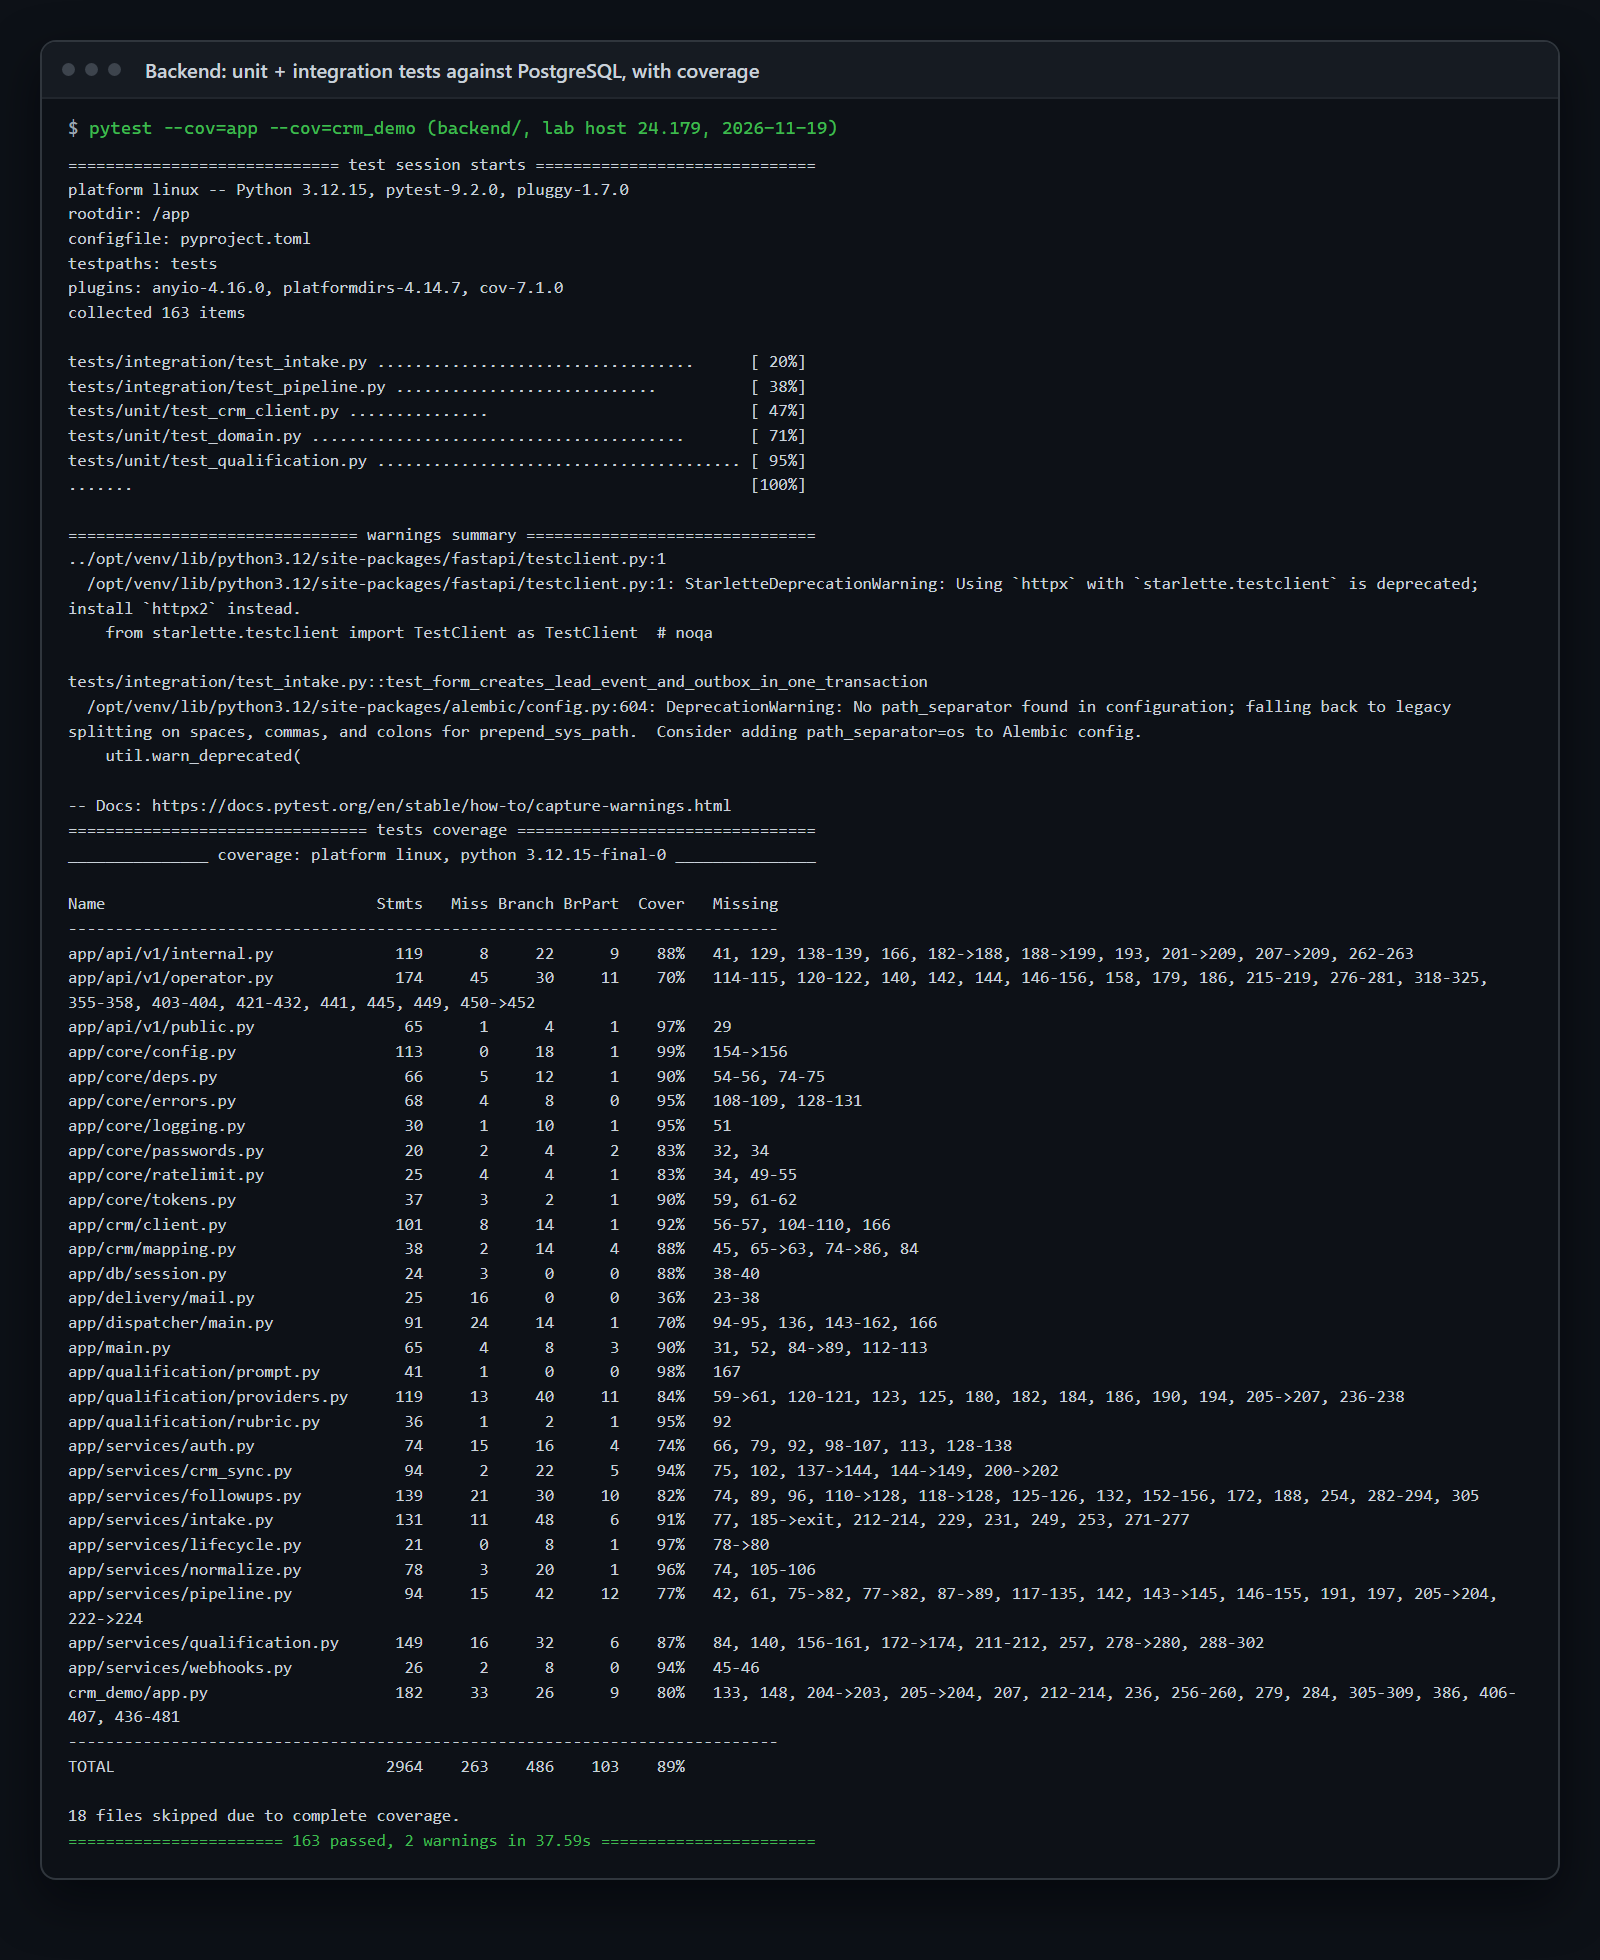 Backend: unit + integration tests against PostgreSQL, with coverage
$ pytest --cov=app --cov=crm_demo (backend/, lab host 24.179, 2026-11-19)
============================= test session starts ==============================
platform linux -- Python 3.12.15, pytest-9.2.0, pluggy-1.7.0
rootdir: /app
configfile: pyproject.toml
testpaths: tests
plugins: anyio-4.16.0, platformdirs-4.14.7, cov-7.1.0
collected 163 items
tests/integration/test_intake.py ..................................      [ 20%]
tests/integration/test_pipeline.py ............................          [ 38%]
tests/unit/test_crm_client.py ...............                            [ 47%]
tests/unit/test_domain.py ........................................       [ 71%]
tests/unit/test_qualification.py ....................................... [ 95%]
.......                                                                  [100%]
=============================== warnings summary ===============================
../opt/venv/lib/python3.12/site-packages/fastapi/testclient.py:1
  /opt/venv/lib/python3.12/site-packages/fastapi/testclient.py:1: StarletteDeprecationWarning: Using `httpx` with `starlette.testclient` is deprecated;
install `httpx2` instead.
    from starlette.testclient import TestClient as TestClient  # noqa
tests/integration/test_intake.py::test_form_creates_lead_event_and_outbox_in_one_transaction
  /opt/venv/lib/python3.12/site-packages/alembic/config.py:604: DeprecationWarning: No path_separator found in configuration; falling back to legacy
splitting on spaces, commas, and colons for prepend_sys_path.  Consider adding path_separator=os to Alembic config.
    util.warn_deprecated(
-- Docs: https://docs.pytest.org/en/stable/how-to/capture-warnings.html
================================ tests coverage ================================
_______________ coverage: platform linux, python 3.12.15-final-0 _______________
Name                             Stmts   Miss Branch BrPart  Cover   Missing
----------------------------------------------------------------------------
app/api/v1/internal.py             119      8     22      9    88%   41, 129, 138-139, 166, 182->188, 188->199, 193, 201->209, 207->209, 262-263
app/api/v1/operator.py             174     45     30     11    70%   114-115, 120-122, 140, 142, 144, 146-156, 158, 179, 186, 215-219, 276-281, 318-325,
355-358, 403-404, 421-432, 441, 445, 449, 450->452
app/api/v1/public.py                65      1      4      1    97%   29
app/core/config.py                 113      0     18      1    99%   154->156
app/core/deps.py                    66      5     12      1    90%   54-56, 74-75
app/core/errors.py                  68      4      8      0    95%   108-109, 128-131
app/core/logging.py                 30      1     10      1    95%   51
app/core/passwords.py               20      2      4      2    83%   32, 34
app/core/ratelimit.py               25      4      4      1    83%   34, 49-55
app/core/tokens.py                  37      3      2      1    90%   59, 61-62
app/crm/client.py                  101      8     14      1    92%   56-57, 104-110, 166
app/crm/mapping.py                  38      2     14      4    88%   45, 65->63, 74->86, 84
app/db/session.py                   24      3      0      0    88%   38-40
app/delivery/mail.py                25     16      0      0    36%   23-38
app/dispatcher/main.py              91     24     14      1    70%   94-95, 136, 143-162, 166
app/main.py                         65      4      8      3    90%   31, 52, 84->89, 112-113
app/qualification/prompt.py         41      1      0      0    98%   167
app/qualification/providers.py     119     13     40     11    84%   59->61, 120-121, 123, 125, 180, 182, 184, 186, 190, 194, 205->207, 236-238
app/qualification/rubric.py         36      1      2      1    95%   92
app/services/auth.py                74     15     16      4    74%   66, 79, 92, 98-107, 113, 128-138
app/services/crm_sync.py            94      2     22      5    94%   75, 102, 137->144, 144->149, 200->202
app/services/followups.py          139     21     30     10    82%   74, 89, 96, 110->128, 118->128, 125-126, 132, 152-156, 172, 188, 254, 282-294, 305
app/services/intake.py             131     11     48      6    91%   77, 185->exit, 212-214, 229, 231, 249, 253, 271-277
app/services/lifecycle.py           21      0      8      1    97%   78->80
app/services/normalize.py           78      3     20      1    96%   74, 105-106
app/services/pipeline.py            94     15     42     12    77%   42, 61, 75->82, 77->82, 87->89, 117-135, 142, 143->145, 146-155, 191, 197, 205->204,
222->224
app/services/qualification.py      149     16     32      6    87%   84, 140, 156-161, 172->174, 211-212, 257, 278->280, 288-302
app/services/webhooks.py            26      2      8      0    94%   45-46
crm_demo/app.py                    182     33     26      9    80%   133, 148, 204->203, 205->204, 207, 212-214, 236, 256-260, 279, 284, 305-309, 386, 406-
407, 436-481
----------------------------------------------------------------------------
TOTAL                             2964    263    486    103    89%
18 files skipped due to complete coverage.
======================= 163 passed, 2 warnings in 37.59s =======================